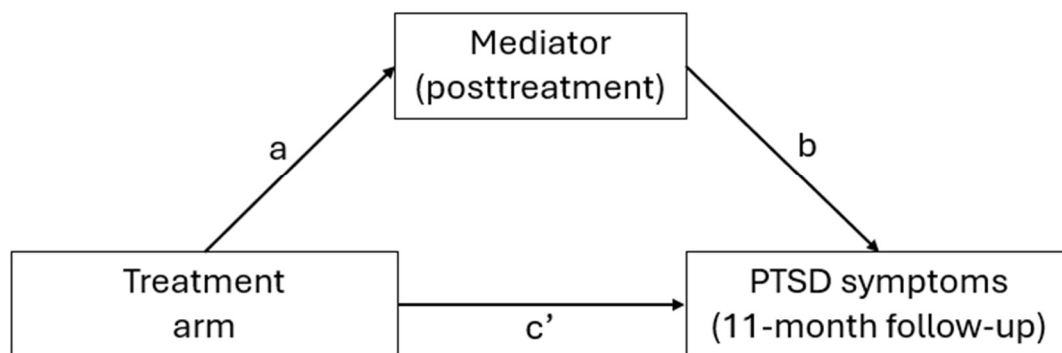 Mediator
(posttreatment)
a
b
Treatment
arm
c’
PTSD symptoms
(11-month follow-up)